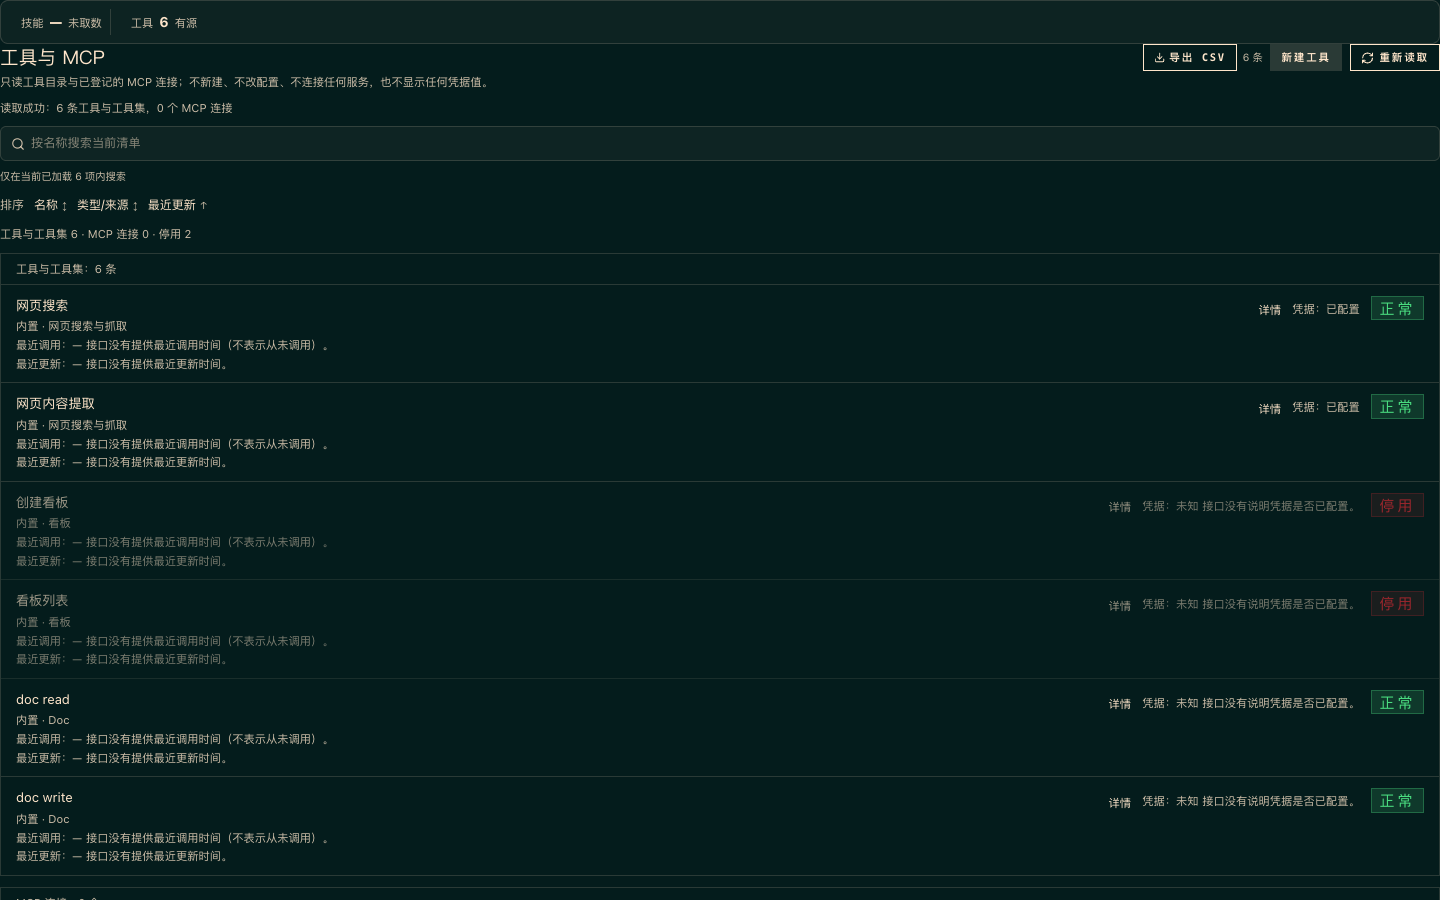 技能 — 未取数 工具 6 有源
工具与 MCP
导出 CSV 6 条 新建工具 重新读取
只读工具目录与已登记的 MCP 连接；不新建、不改配置、不连接任何服务，也不显示任何凭据值。
读取成功：6 条工具与工具集，0 个 MCP 连接
按名称搜索当前清单
仅在当前已加载 6 项内搜索
排序 名称 ↕ 类型/来源 ↕ 最近更新 ↑
工具与工具集 6 · MCP 连接 0 · 停用 2
工具与工具集：6 条
网页搜索
详情 凭据：已配置 正常
内置 · 网页搜索与抓取
最近调用：— 接口没有提供最近调用时间（不表示从未调用）。
最近更新：— 接口没有提供最近更新时间。
网页内容提取
详情 凭据：已配置 正常
内置 · 网页搜索与抓取
最近调用：— 接口没有提供最近调用时间（不表示从未调用）。
最近更新：— 接口没有提供最近更新时间。
创建看板
详情 凭据：未知 接口没有说明凭据是否已配置。 停用
内置 · 看板
最近调用：— 接口没有提供最近调用时间（不表示从未调用）。
最近更新：— 接口没有提供最近更新时间。
看板列表
详情 凭据：未知 接口没有说明凭据是否已配置。 停用
内置 · 看板
最近调用：— 接口没有提供最近调用时间（不表示从未调用）。
最近更新：— 接口没有提供最近更新时间。
doc read
详情 凭据：未知 接口没有说明凭据是否已配置。 正常
内置 · Doc
最近调用：— 接口没有提供最近调用时间（不表示从未调用）。
最近更新：— 接口没有提供最近更新时间。
doc write
详情 凭据：未知 接口没有说明凭据是否已配置。 正常
内置 · Doc
最近调用：— 接口没有提供最近调用时间（不表示从未调用）。
最近更新：— 接口没有提供最近更新时间。